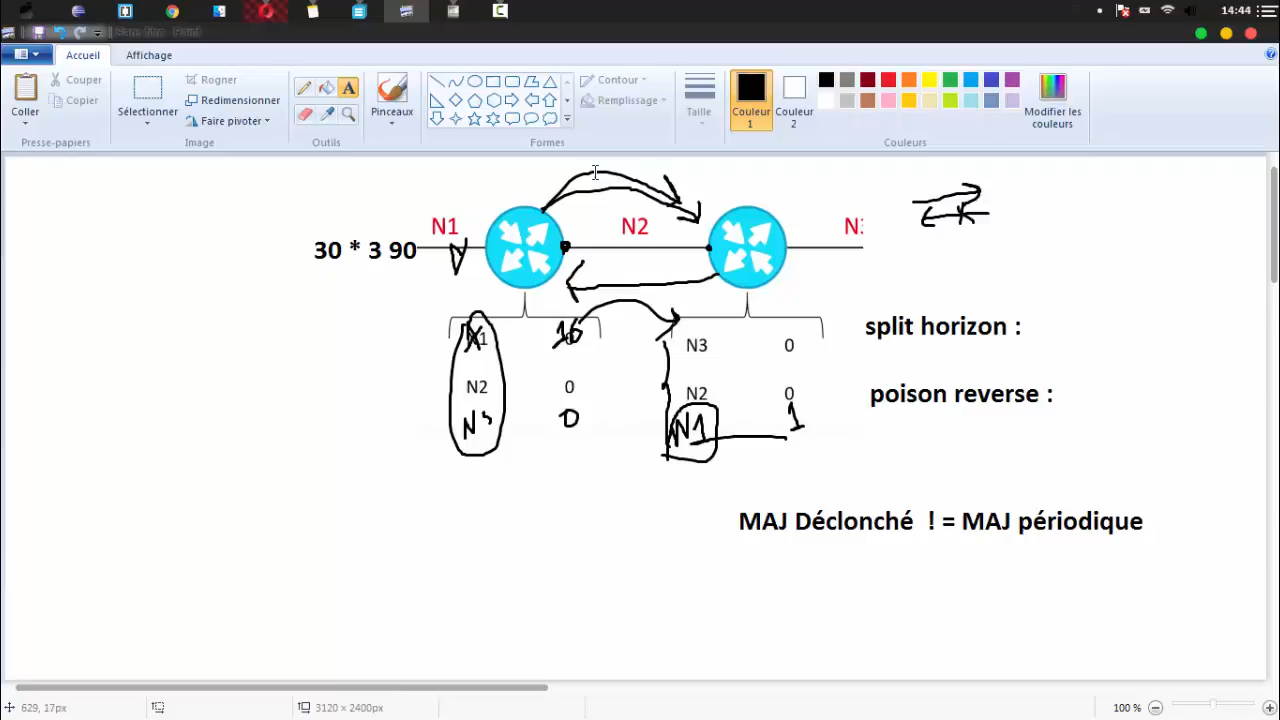 14:44
Sans titre - Paint
Accueil
Affichage
Coller
Couper
Copier
Presse-papiers
Sélectionner
Rogner
Redimensionner
Faire pivoter
Image
A
Outils
Pinceaux
Contour
Remplissage
Formes
Taille
Couleur 1
Couleur 2
Modifier les couleurs
Couleurs
N1
N2
N3
30 * 3 90
16
N3 0
N2 0
N2 0
N1 1
0
split horizon :
poison reverse :
MAJ Déclonché ! = MAJ périodique
629, 17px
3120 × 2400px
100 %